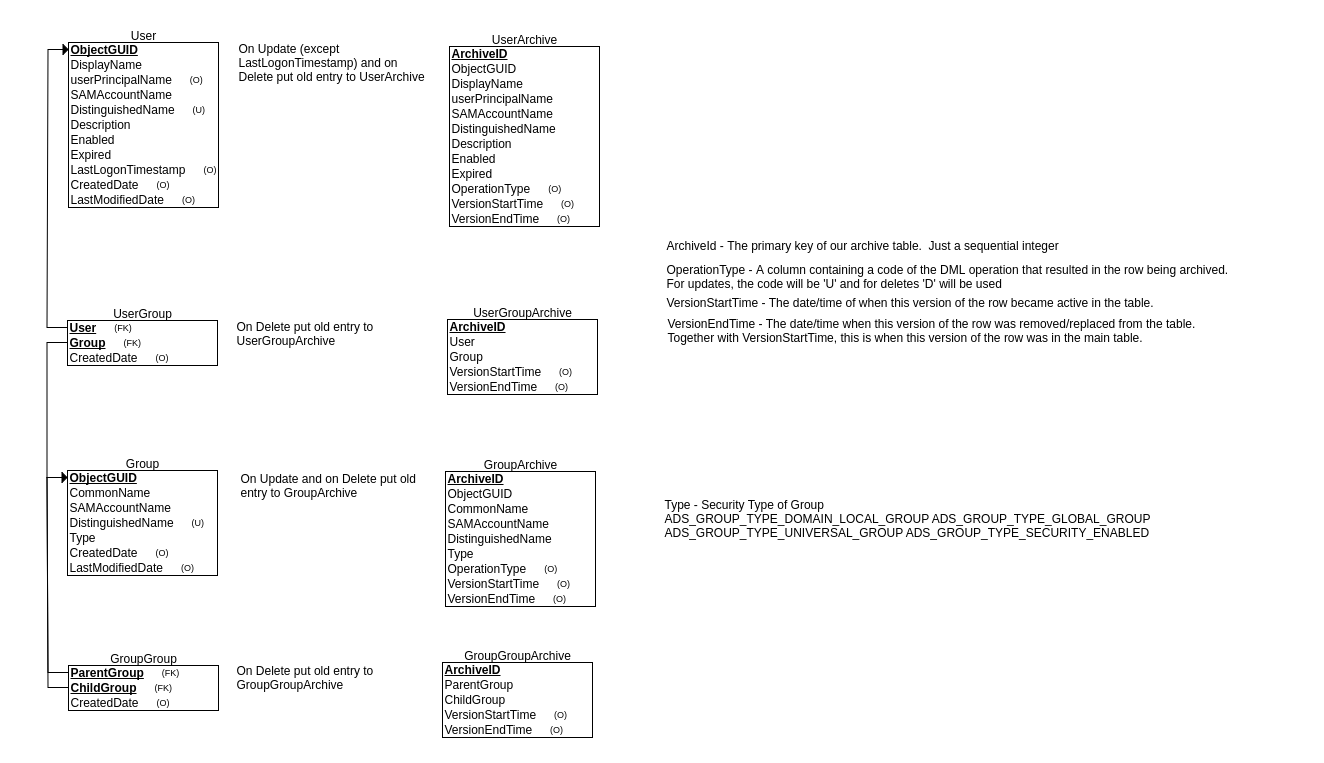 User
ObjectGUID
DisplayName
userPrincipalName (O)
SAMAccountName
DistinguishedName (U)
Description
Enabled
Expired
LastLogonTimestamp (O)
CreatedDate (O)
LastModifiedDate (O)
On Update (except
LastLogonTimestamp) and on
Delete put old entry to UserArchive
UserArchive
ArchiveID
ObjectGUID
DisplayName
userPrincipalName
SAMAccountName
DistinguishedName
Description
Enabled
Expired
OperationType (O)
VersionStartTime (O)
VersionEndTime (O)
ArchiveId - The primary key of our archive table.  Just a sequential integer
OperationType - A column containing a code of the DML operation that resulted in the row being archived.
For updates, the code will be 'U' and for deletes 'D' will be used
VersionStartTime - The date/time of when this version of the row became active in the table.
VersionEndTime - The date/time when this version of the row was removed/replaced from the table.
Together with VersionStartTime, this is when this version of the row was in the main table.
UserGroup
User (FK)
Group (FK)
CreatedDate (O)
On Delete put old entry to
UserGroupArchive
UserGroupArchive
ArchiveID
User
Group
VersionStartTime (O)
VersionEndTime (O)
Group
ObjectGUID
CommonName
SAMAccountName
DistinguishedName (U)
Type
CreatedDate (O)
LastModifiedDate (O)
On Update and on Delete put old
entry to GroupArchive
GroupArchive
ArchiveID
ObjectGUID
CommonName
SAMAccountName
DistinguishedName
Type
OperationType (O)
VersionStartTime (O)
VersionEndTime (O)
Type - Security Type of Group
ADS_GROUP_TYPE_DOMAIN_LOCAL_GROUP ADS_GROUP_TYPE_GLOBAL_GROUP
ADS_GROUP_TYPE_UNIVERSAL_GROUP ADS_GROUP_TYPE_SECURITY_ENABLED
GroupGroup
ParentGroup (FK)
ChildGroup (FK)
CreatedDate (O)
On Delete put old entry to
GroupGroupArchive
GroupGroupArchive
ArchiveID
ParentGroup
ChildGroup
VersionStartTime (O)
VersionEndTime (O)